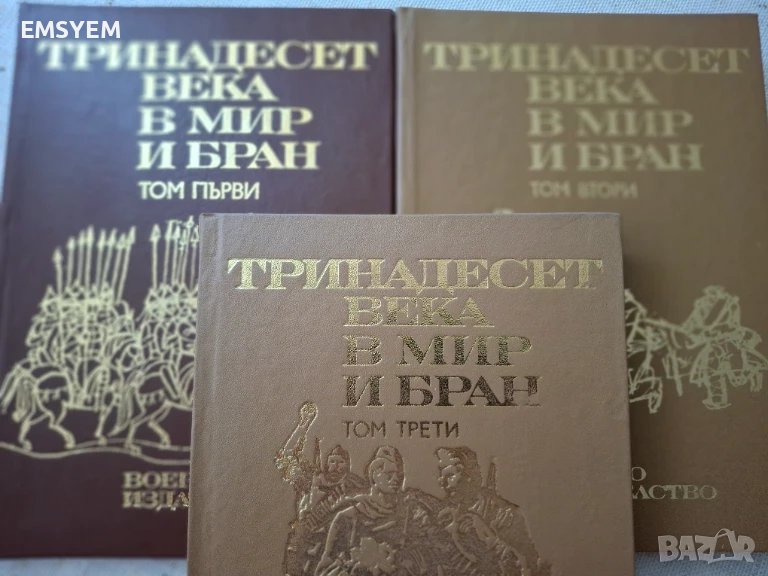 EMSYEM
ТРИНАДЕСЕТ
ВЕКА
В МИР
И БРАН
ТОМ ПЪРВИ
ТРИНАДЕСЕТ
ВЕКА
В МИР
И БРАН
ТОМ ВТОРИ
ТРИНАДЕСЕТ
ВЕКА
В МИР
И БРАН
ТОМ ТРЕТИ
BAZAR